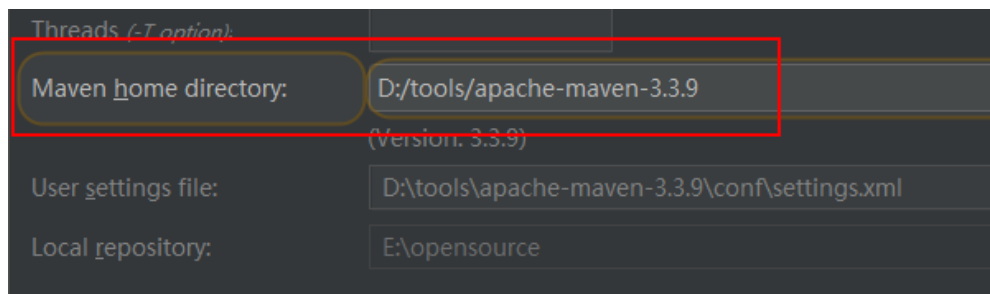 Threads (-T option):
Maven home directory: D:/tools/apache-maven-3.3.9
(Version: 3.3.9)
User settings file: D:\tools\apache-maven-3.3.9\conf\settings.xml
Local repository: E:\opensource